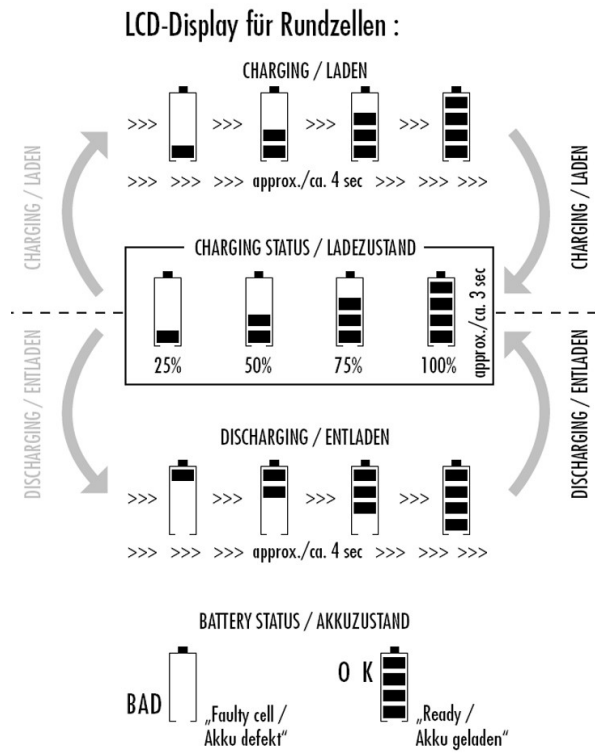 LCD-Display für Rundzellen :
CHARGING / LADEN
>>> >>> >>> >>>
>>> >>> >>> approx./ca. 4 sec >>> >>> >>>
CHARGING / LADEN
CHARGING / LADEN
CHARGING STATUS / LADEZUSTAND
25% 50% 75% 100%
approx./ca. 3 sec
DISCHARGING / ENTLADEN
DISCHARGING / ENTLADEN
DISCHARGING / ENTLADEN
>>> >>> >>> >>>
>>> >>> >>> approx./ca. 4 sec >>> >>> >>>
BATTERY STATUS / AKKUZUSTAND
BAD
„Faulty cell /
Akku defekt“
O K
„Ready /
Akku geladen“